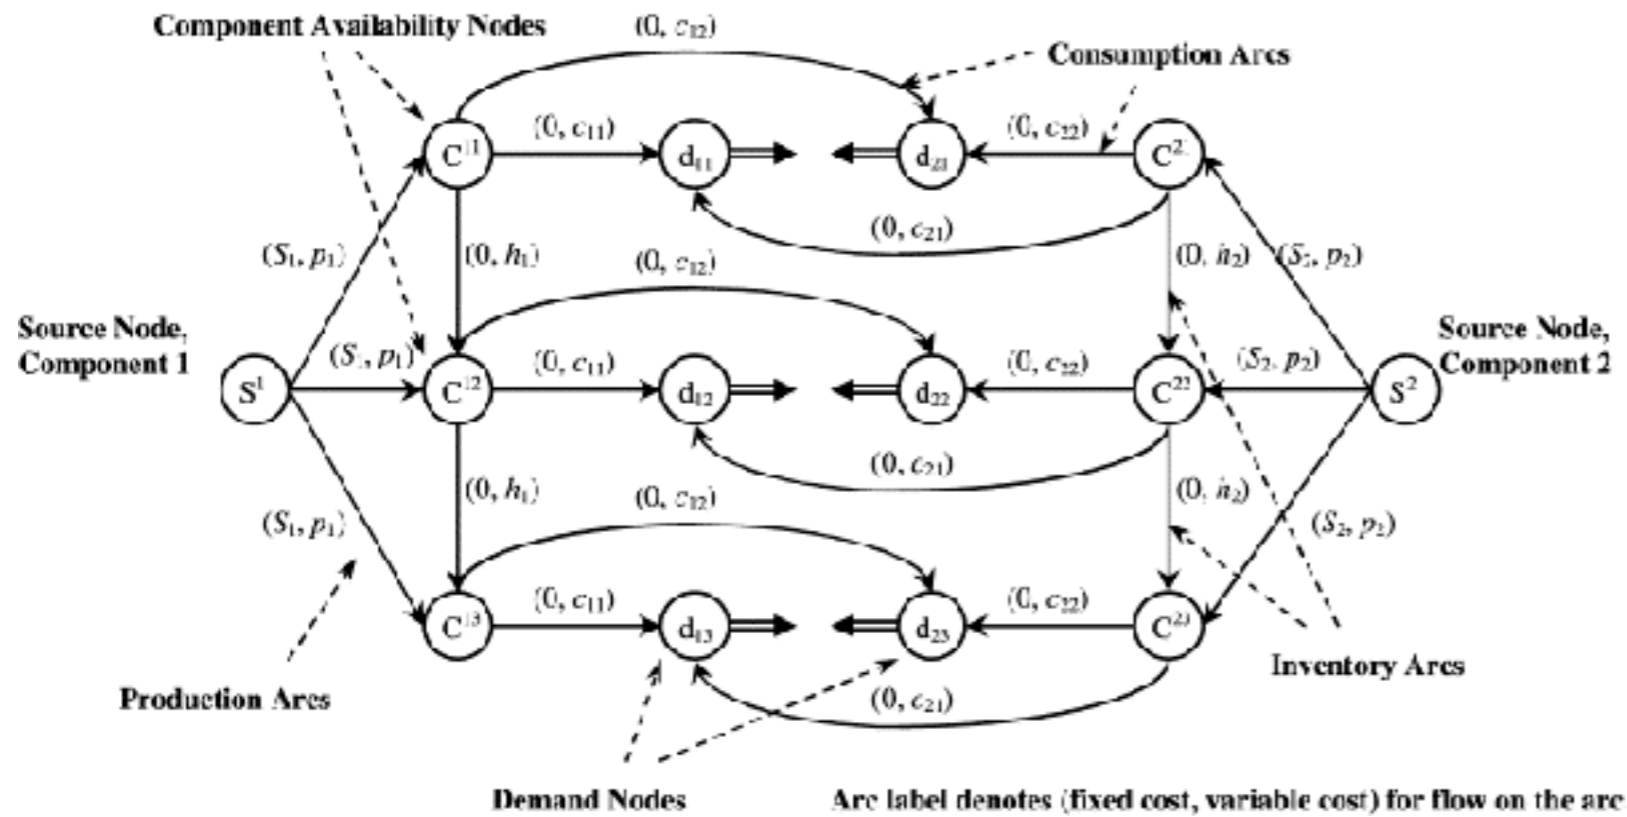 Component Availability Nodes
(0, c₁₂)
Consumption Arcs
(0, c₁₁)
(0, c₂₂)
C¹¹
d₁₁
d₂₁
C²¹
(0, c₂₁)
(S₁, p₁)
(0, h₁)
(0, c₁₂)
(0, h₂)
(S₂, p₂)
Source Node,
Component 1
Source Node,
Component 2
(S₁, p₁)
(0, c₁₁)
(0, c₂₂)
(S₂, p₂)
S¹
C¹²
d₁₂
d₂₂
C²²
S²
(0, c₂₁)
(0, h₁)
(0, c₁₂)
(0, h₂)
(S₁, p₁)
(S₂, p₂)
(0, c₁₁)
(0, c₂₂)
C¹³
d₁₃
d₂₃
C²³
Inventory Arcs
Production Arcs
(0, c₂₁)
Demand Nodes
Arc label denotes (fixed cost, variable cost) for flow on the arc